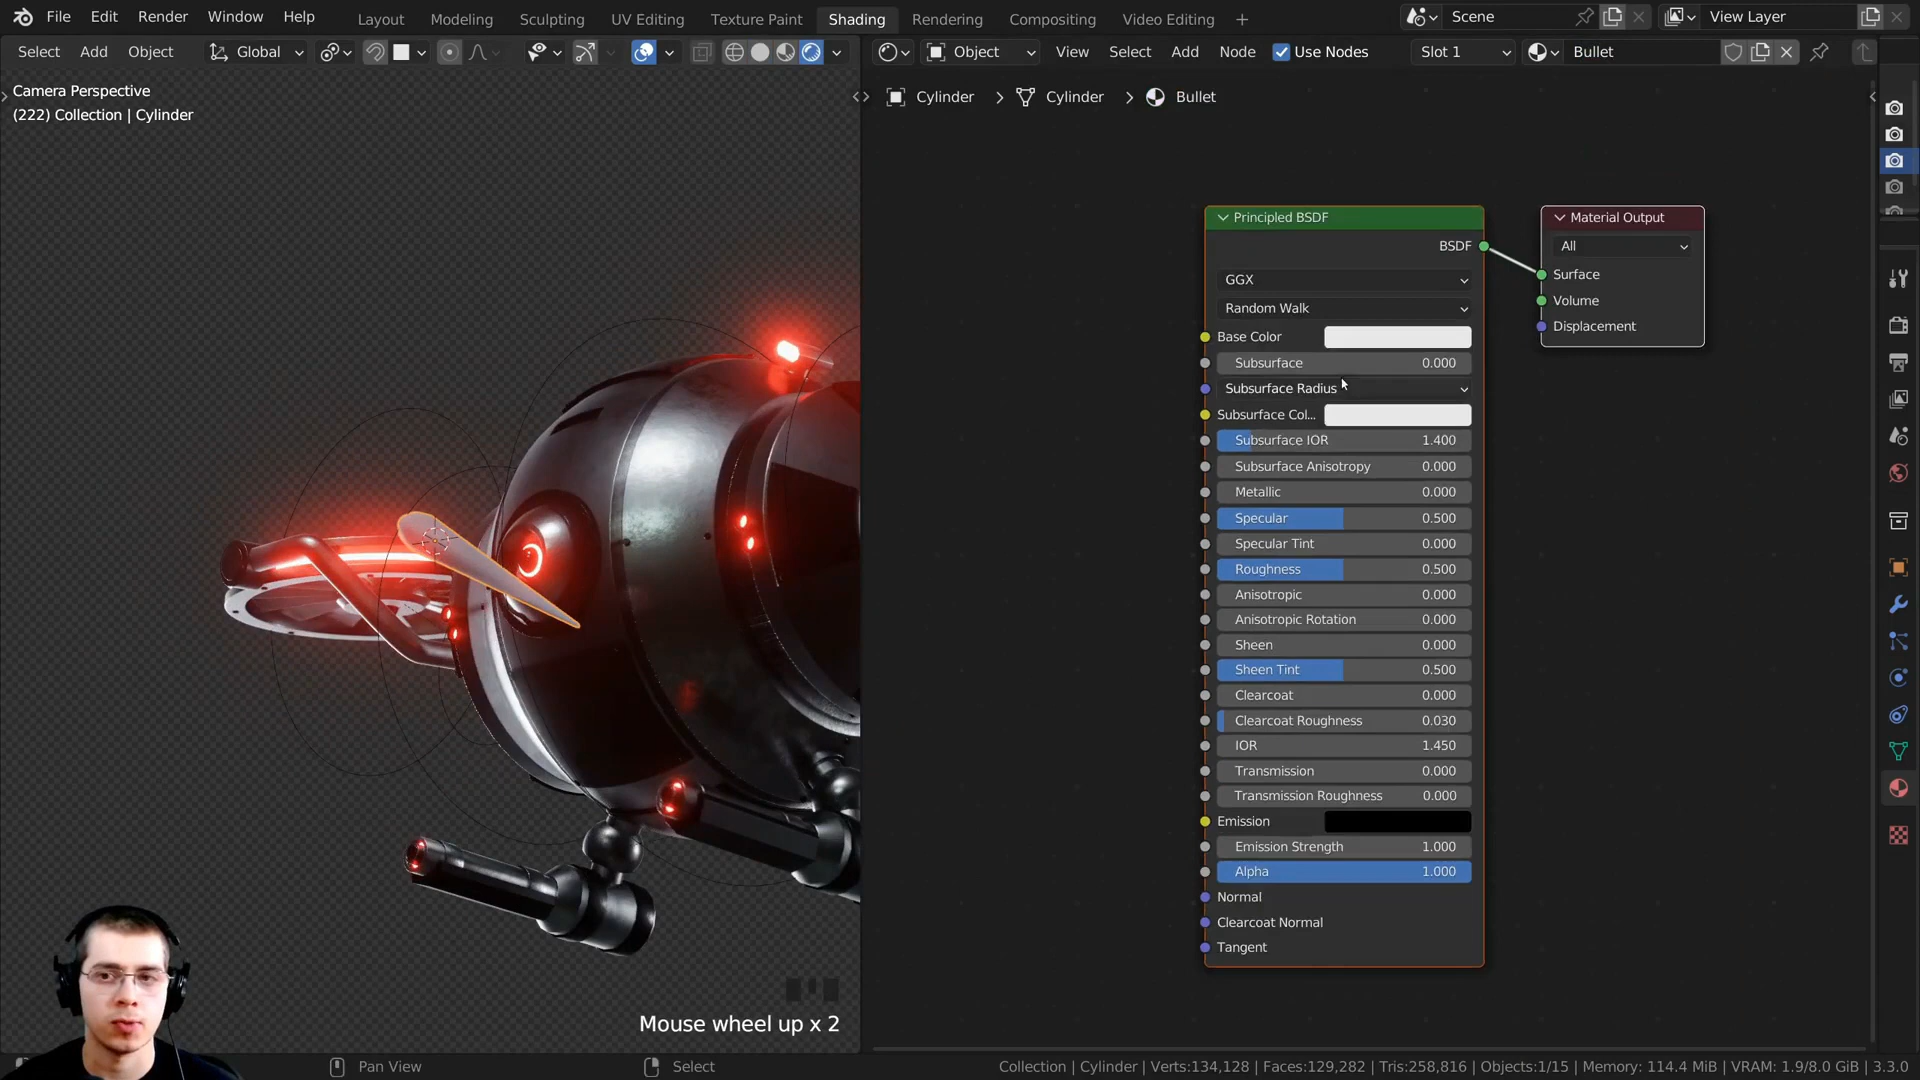 File Edit Render Window Help Layout Modeling Sculpting UV Editing Texture Paint Shading Rendering Compositing Video Editing + Scene View Layer
Select Add Object Global Object View Select Add Node Use Nodes Slot 1 Bullet
Camera Perspective
(222) Collection | Cylinder
Cylinder > Cylinder > Bullet
Principled BSDF
BSDF
GGX
Random Walk
Base Color
Subsurface 0.000
Subsurface Radius
Subsurface Col...
Subsurface IOR 1.400
Subsurface Anisotropy 0.000
Metallic 0.000
Specular 0.500
Specular Tint 0.000
Roughness 0.500
Anisotropic 0.000
Anisotropic Rotation 0.000
Sheen 0.000
Sheen Tint 0.500
Clearcoat 0.000
Clearcoat Roughness 0.030
IOR 1.450
Transmission 0.000
Transmission Roughness 0.000
Emission
Emission Strength 1.000
Alpha 1.000
Normal
Clearcoat Normal
Tangent
Material Output
All
Surface
Volume
Displacement
Mouse wheel up x 2
Pan View Select Collection | Cylinder | Verts:134,128 | Faces:129,282 | Tris:258,816 | Objects:1/15 | Memory: 114.4 MiB | VRAM: 1.9/8.0 GiB | 3.3.0